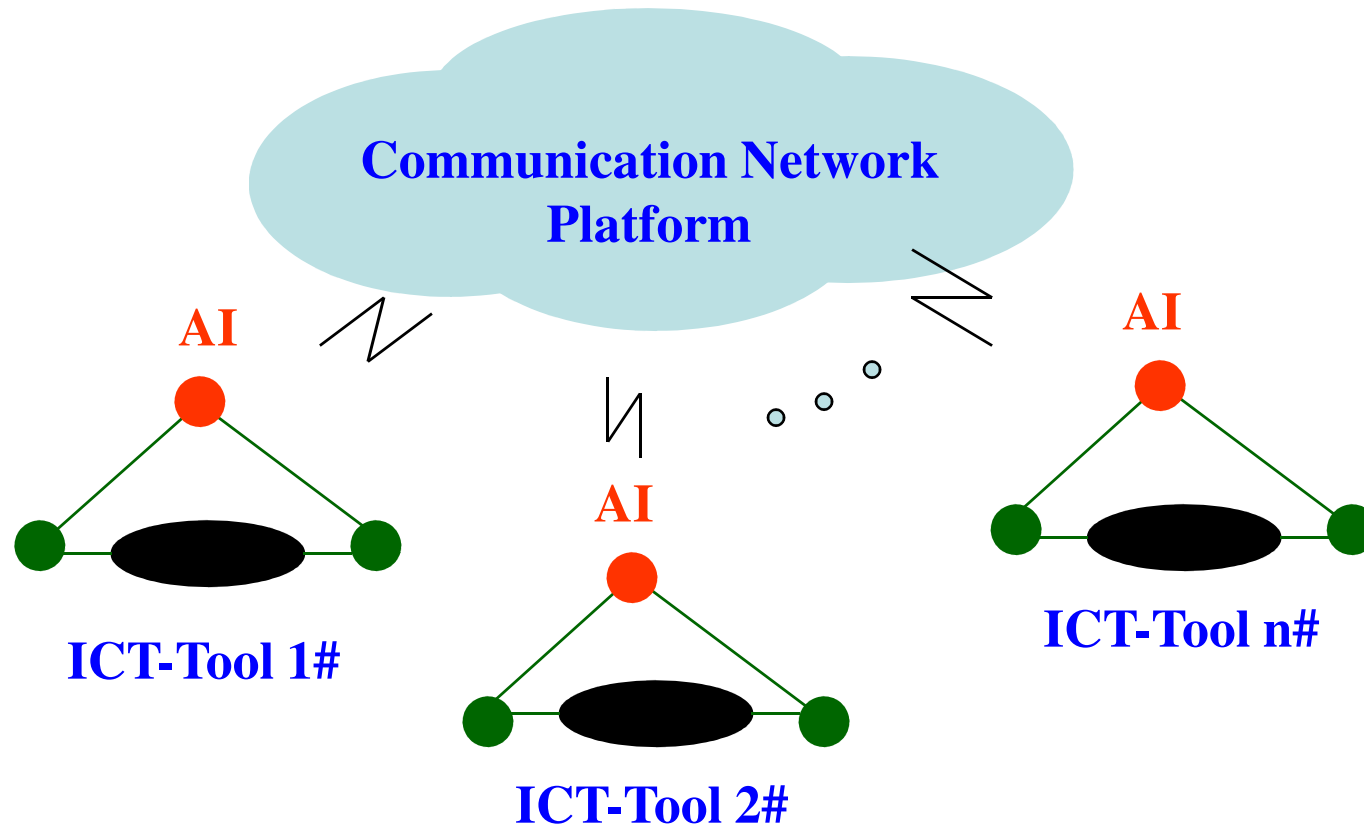 Communication Network
Platform
AI
AI
AI
ICT-Tool 1#
ICT-Tool n#
ICT-Tool 2#